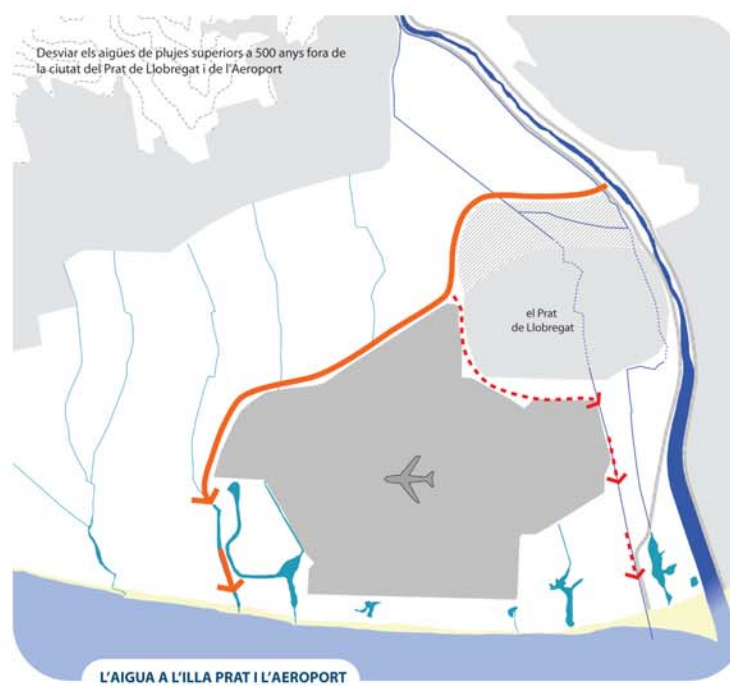 Desviar els aigües de plujes superiors a 500 anys fora de
la ciutat del Prat de Llobregat i de l'Aeroport
el Prat
de Llobregat
L'AIGUA A L'ILLA PRAT I L'AEROPORT